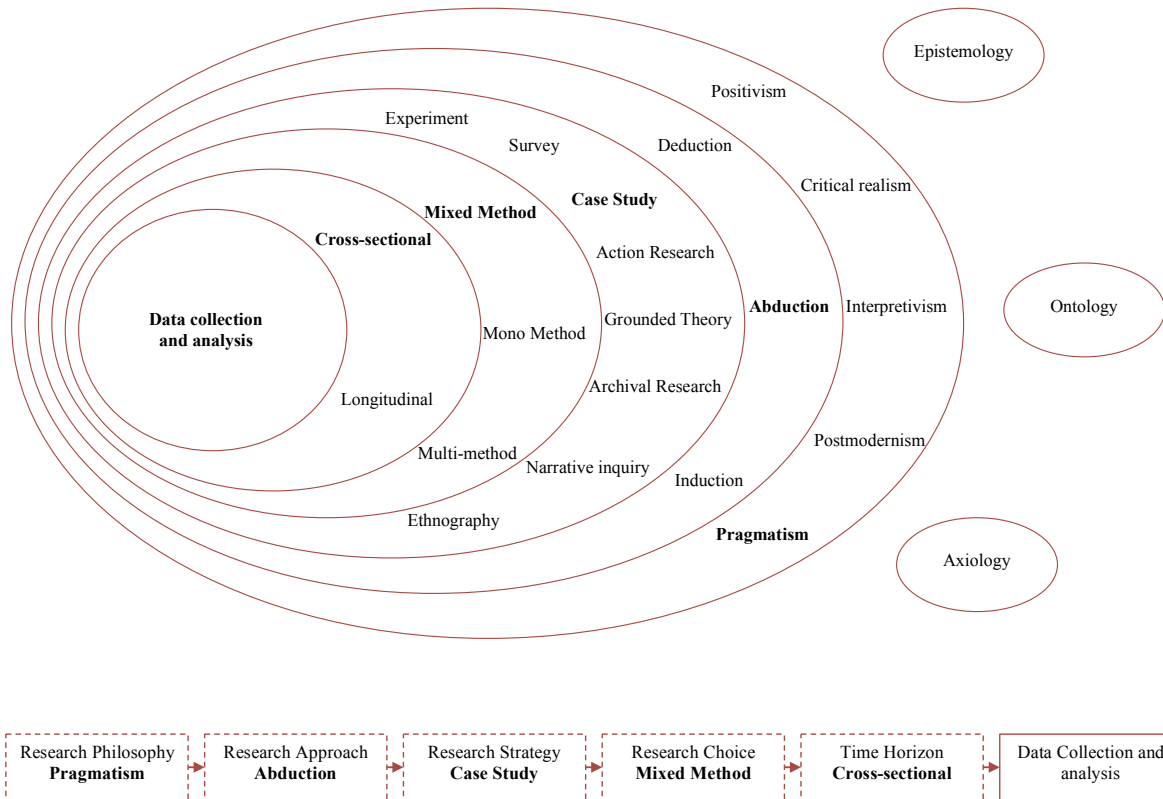 Epistemology
Positivism
Experiment
Survey
Deduction
Critical realism
Mixed Method
Case Study
Cross-sectional
Action Research
Data collection
and analysis
Mono Method
Grounded Theory
Abduction
Interpretivism
Ontology
Longitudinal
Archival Research
Multi-method
Narrative inquiry
Induction
Postmodernism
Ethnography
Pragmatism
Axiology
Research Philosophy
Pragmatism
Research Approach
Abduction
Research Strategy
Case Study
Research Choice
Mixed Method
Time Horizon
Cross-sectional
Data Collection and
analysis